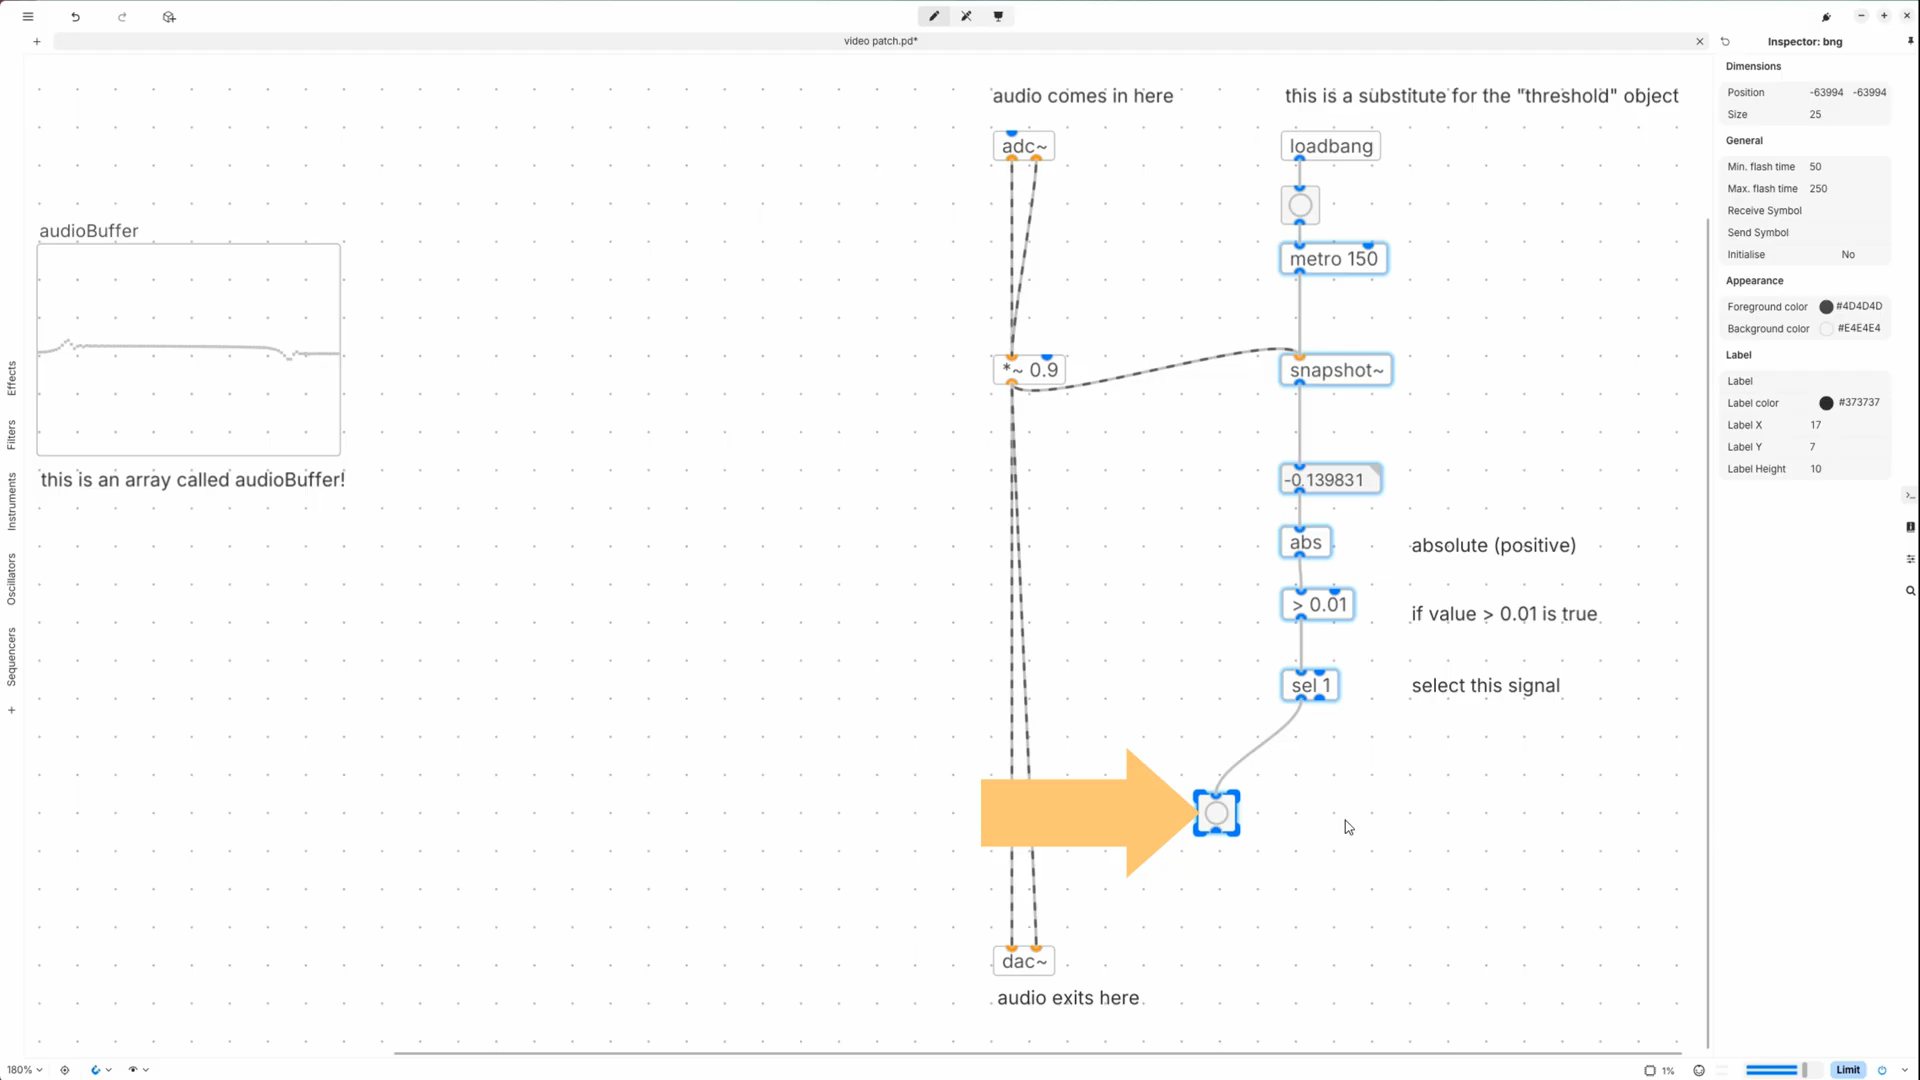 video patch.pd*
Inspector: bng
Dimensions
Position -63994 -63994
Size 25
General
Min. flash time 50
Max. flash time 250
Receive Symbol
Send Symbol
Initialise No
Appearance
Foreground color #4D4D4D
Background color #E4E4E4
Label
Label
Label color #373737
Label X 17
Label Y 7
Label Height 10
audio comes in here
this is a substitute for the "threshold" object
adc~
loadbang
metro 150
audioBuffer
*~ 0.9
snapshot~
this is an array called audioBuffer!
-0.139831
abs
absolute (positive)
> 0.01
if value > 0.01 is true
sel 1
select this signal
dac~
audio exits here
Effects
Filters
Instruments
Oscillators
Sequencers
180%
1%
Limit